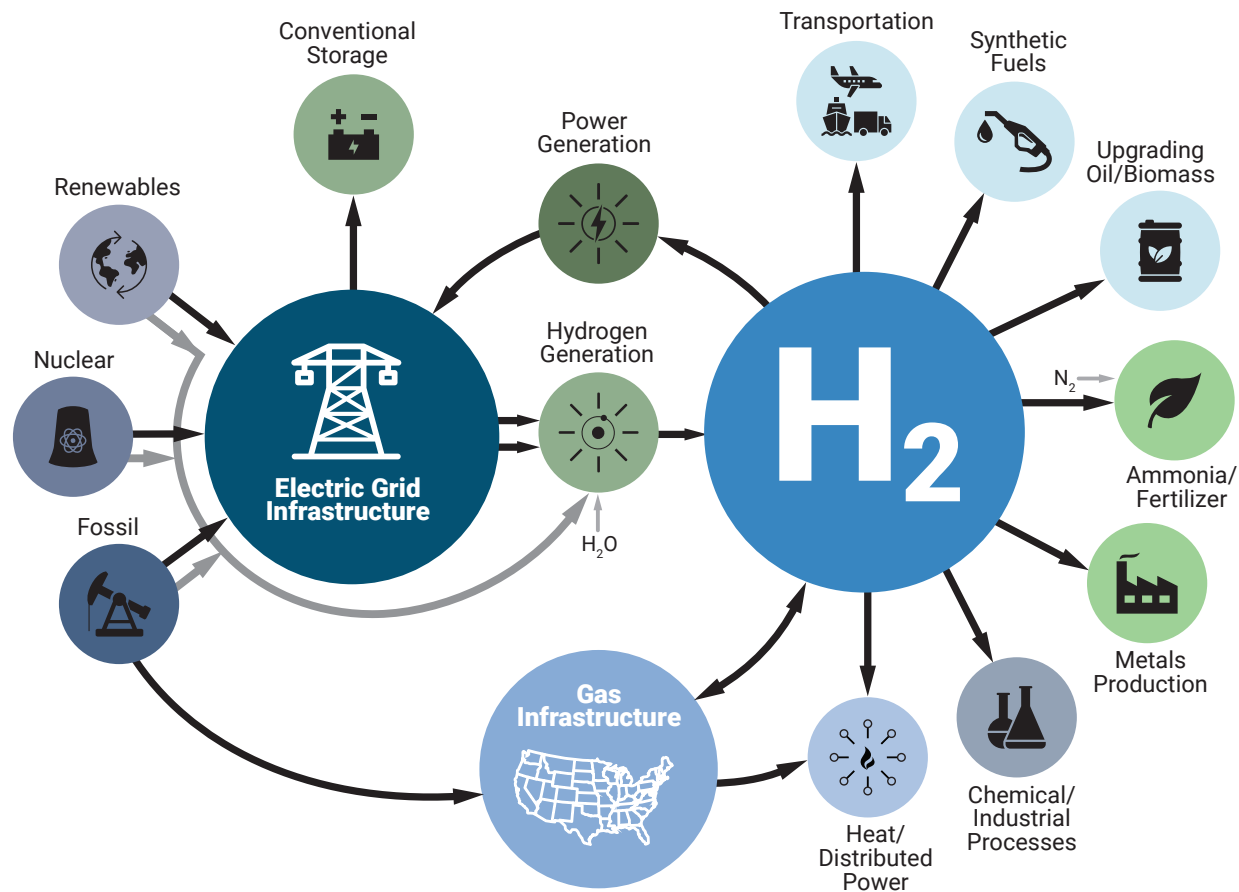 Transportation
Conventional
Storage
Synthetic
Fuels
Power
Generation
Upgrading
Oil/Biomass
Renewables
+ −
Hydrogen
Generation
Nuclear
H2
N2
Electric Grid
Infrastructure
Ammonia/
Fertilizer
Fossil
H2O
Metals
Production
Gas
Infrastructure
Chemical/
Industrial
Processes
Heat/
Distributed
Power